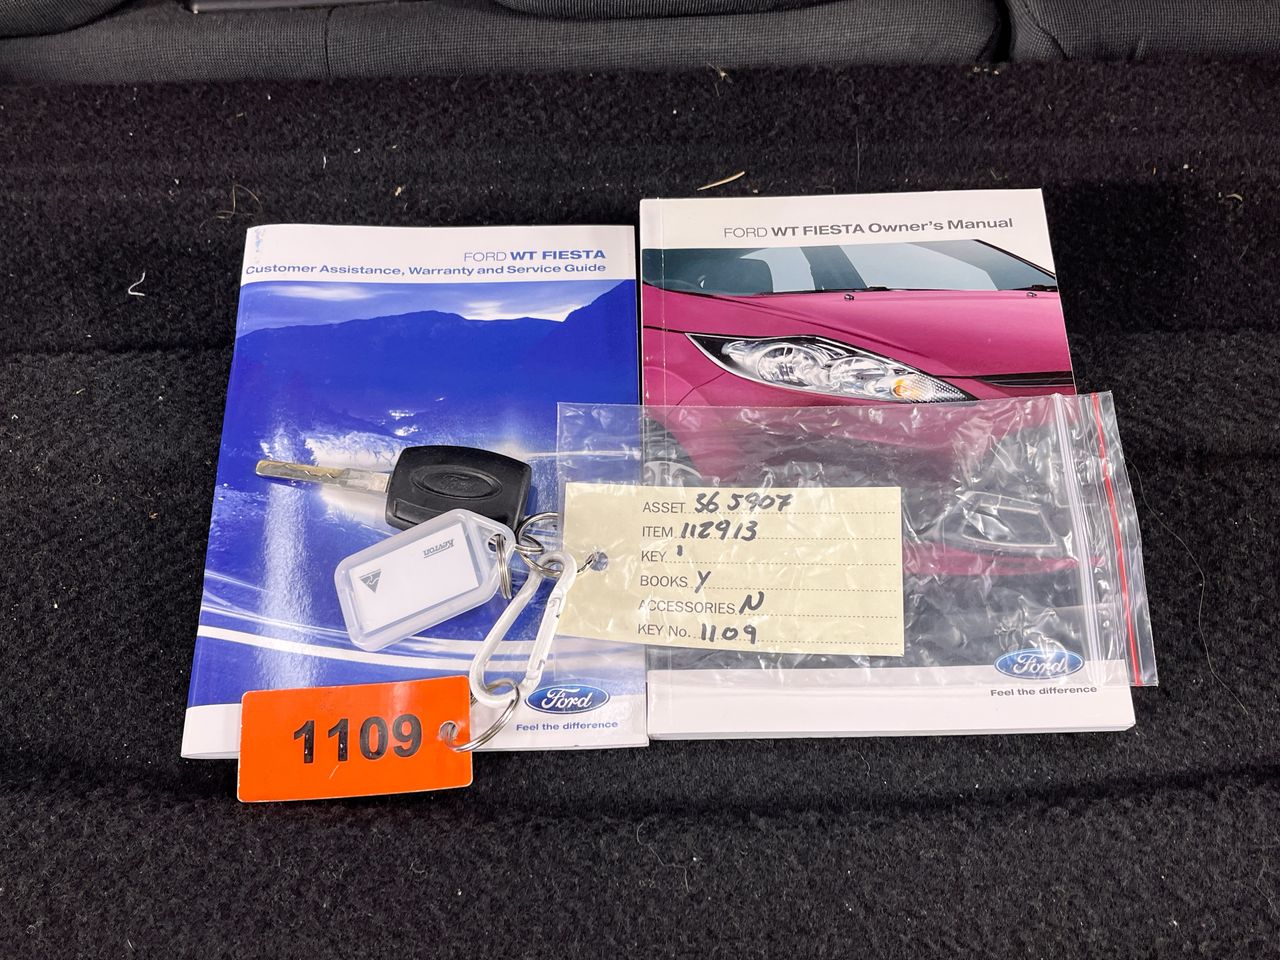 FORD WT FIESTA
Customer Assistance, Warranty and Service Guide
FORD WT FIESTA Owner's Manual
Kevron
ASSET 365907
ITEM 112913
KEY 1
BOOKS Y
ACCESSORIES N
KEY No. 1109
Ford
Feel the difference
Ford
Feel the difference
1109